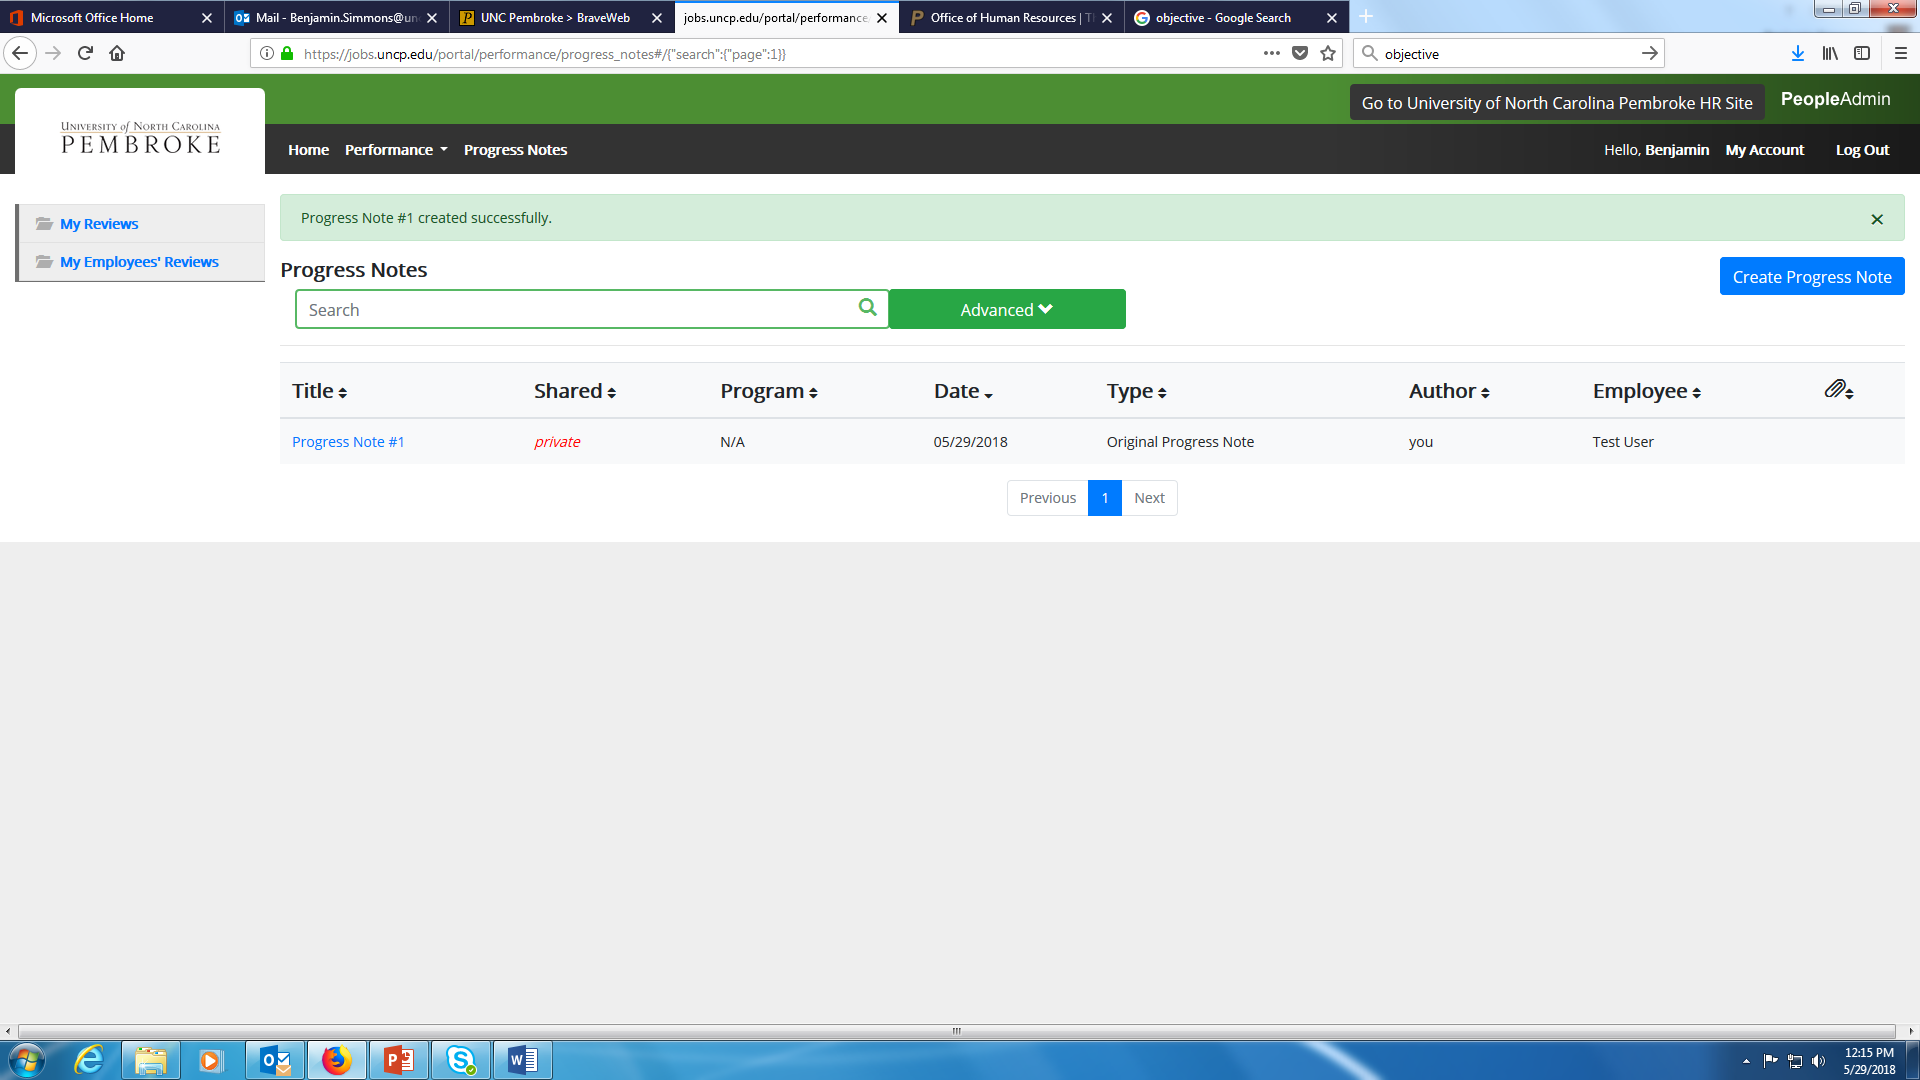 Microsoft Office Home
Mail - Benjamin.Simmons@un
UNC Pembroke > BraveWeb
jobs.uncp.edu/portal/performance
Office of Human Resources | T
objective - Google Search
https://jobs.uncp.edu/portal/performance/progress_notes#/{"search":{"page":1}}
objective
Go to University of North Carolina Pembroke HR Site
PeopleAdmin
UNIVERSITY of NORTH CAROLINA
PEMBROKE
Home
Performance
Progress Notes
Hello, Benjamin
My Account
Log Out
My Reviews
My Employees' Reviews
Progress Note #1 created successfully.
Progress Notes
Create Progress Note
Search
Advanced
Title Shared Program Date Type Author Employee
Progress Note #1 private N/A 05/29/2018 Original Progress Note you Test User
Previous 1 Next
12:15 PM
5/29/2018